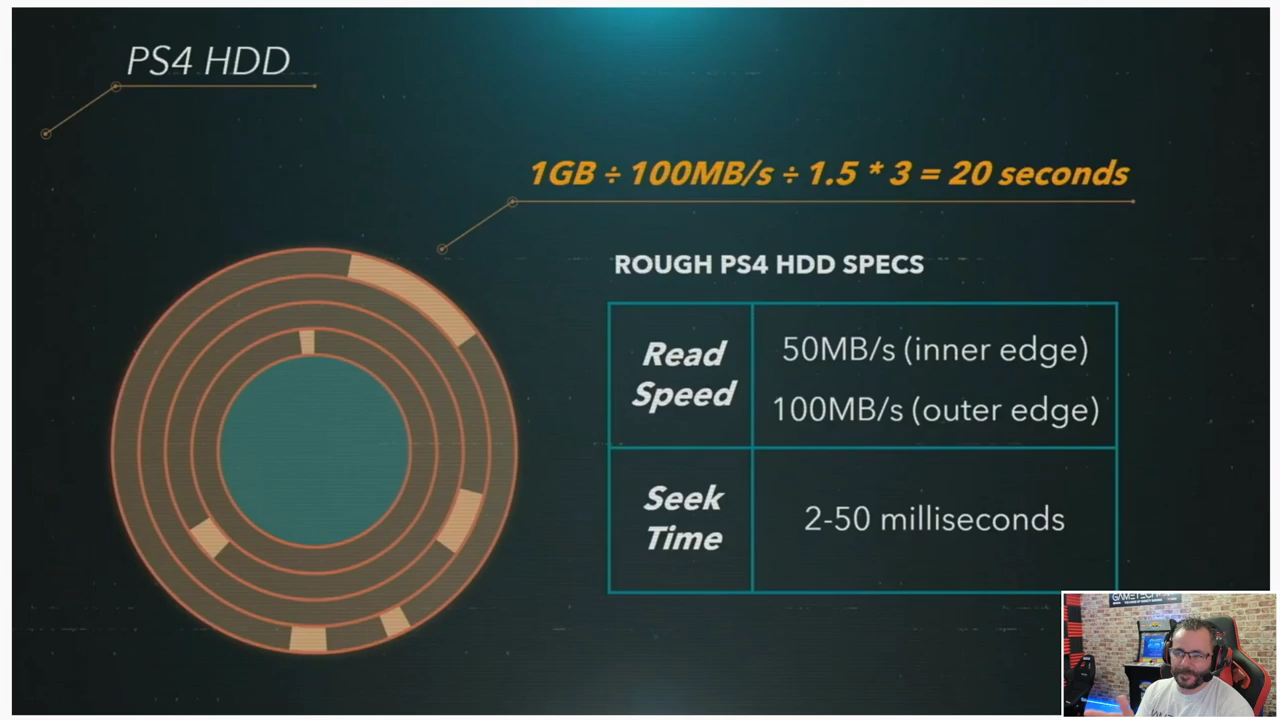 PS4 HDD
1GB ÷ 100MB/s ÷ 1.5 * 3 = 20 seconds
ROUGH PS4 HDD SPECS
Read
Speed
50MB/s (inner edge)
100MB/s (outer edge)
Seek
Time
2-50 milliseconds